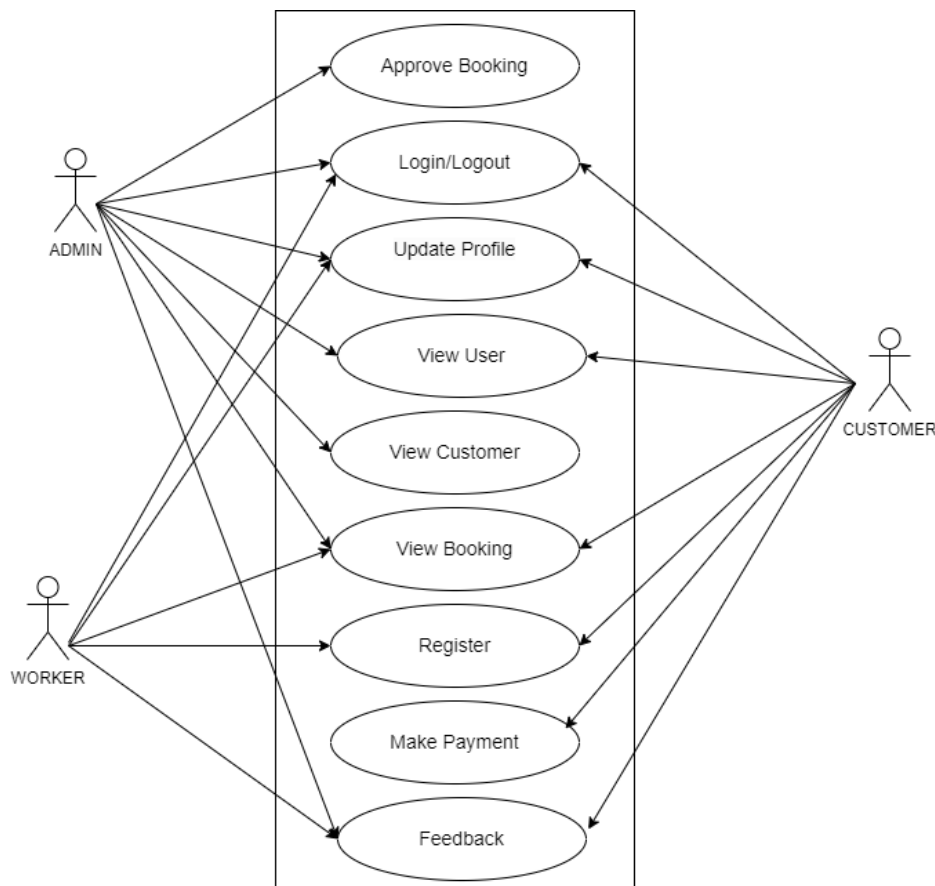 Approve Booking
Login/Logout
ADMIN
Update Profile
View User
CUSTOMER
View Customer
View Booking
Register
WORKER
Make Payment
Feedback